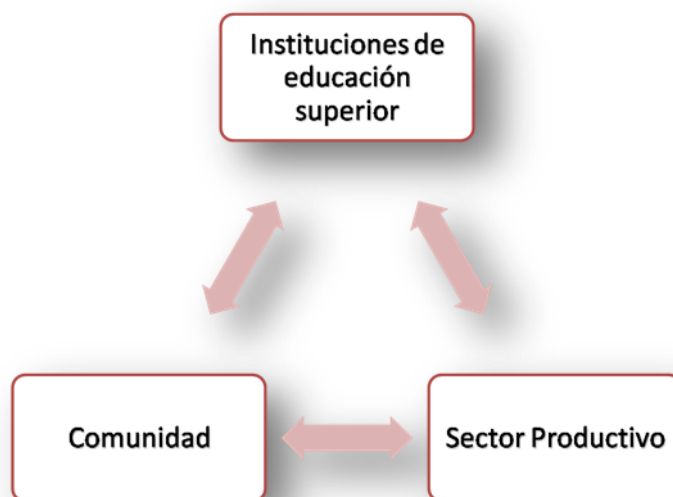 Instituciones de
educación
superior
Comunidad
Sector Productivo